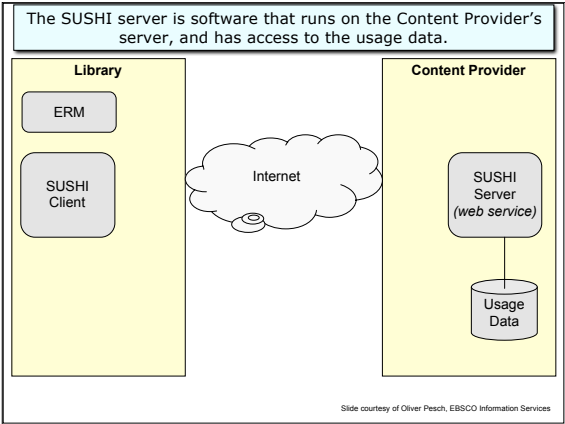 The SUSHI server is software that runs on the Content Provider's
server, and has access to the usage data.
Library
ERM
SUSHI
Client
Internet
Content Provider
SUSHI
Server
(web service)
Usage
Data
Slide courtesy of Oliver Pesch, EBSCO Information Services